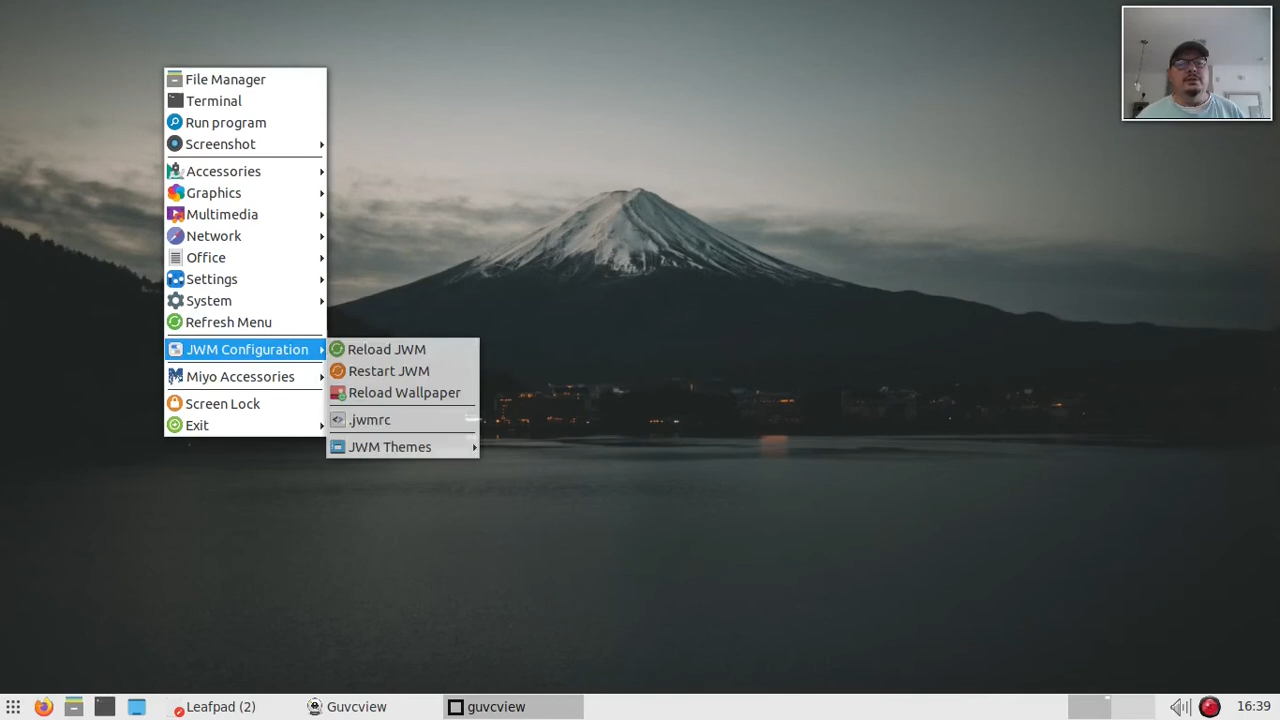 File Manager
Terminal
Run program
Screenshot
Accessories
Graphics
Multimedia
Network
Office
Settings
System
Refresh Menu
JWM Configuration
Miyo Accessories
Screen Lock
Exit
Reload JWM
Restart JWM
Reload Wallpaper
.jwmrc
JWM Themes
Leafpad (2)
Guvcview
guvcview
16:39